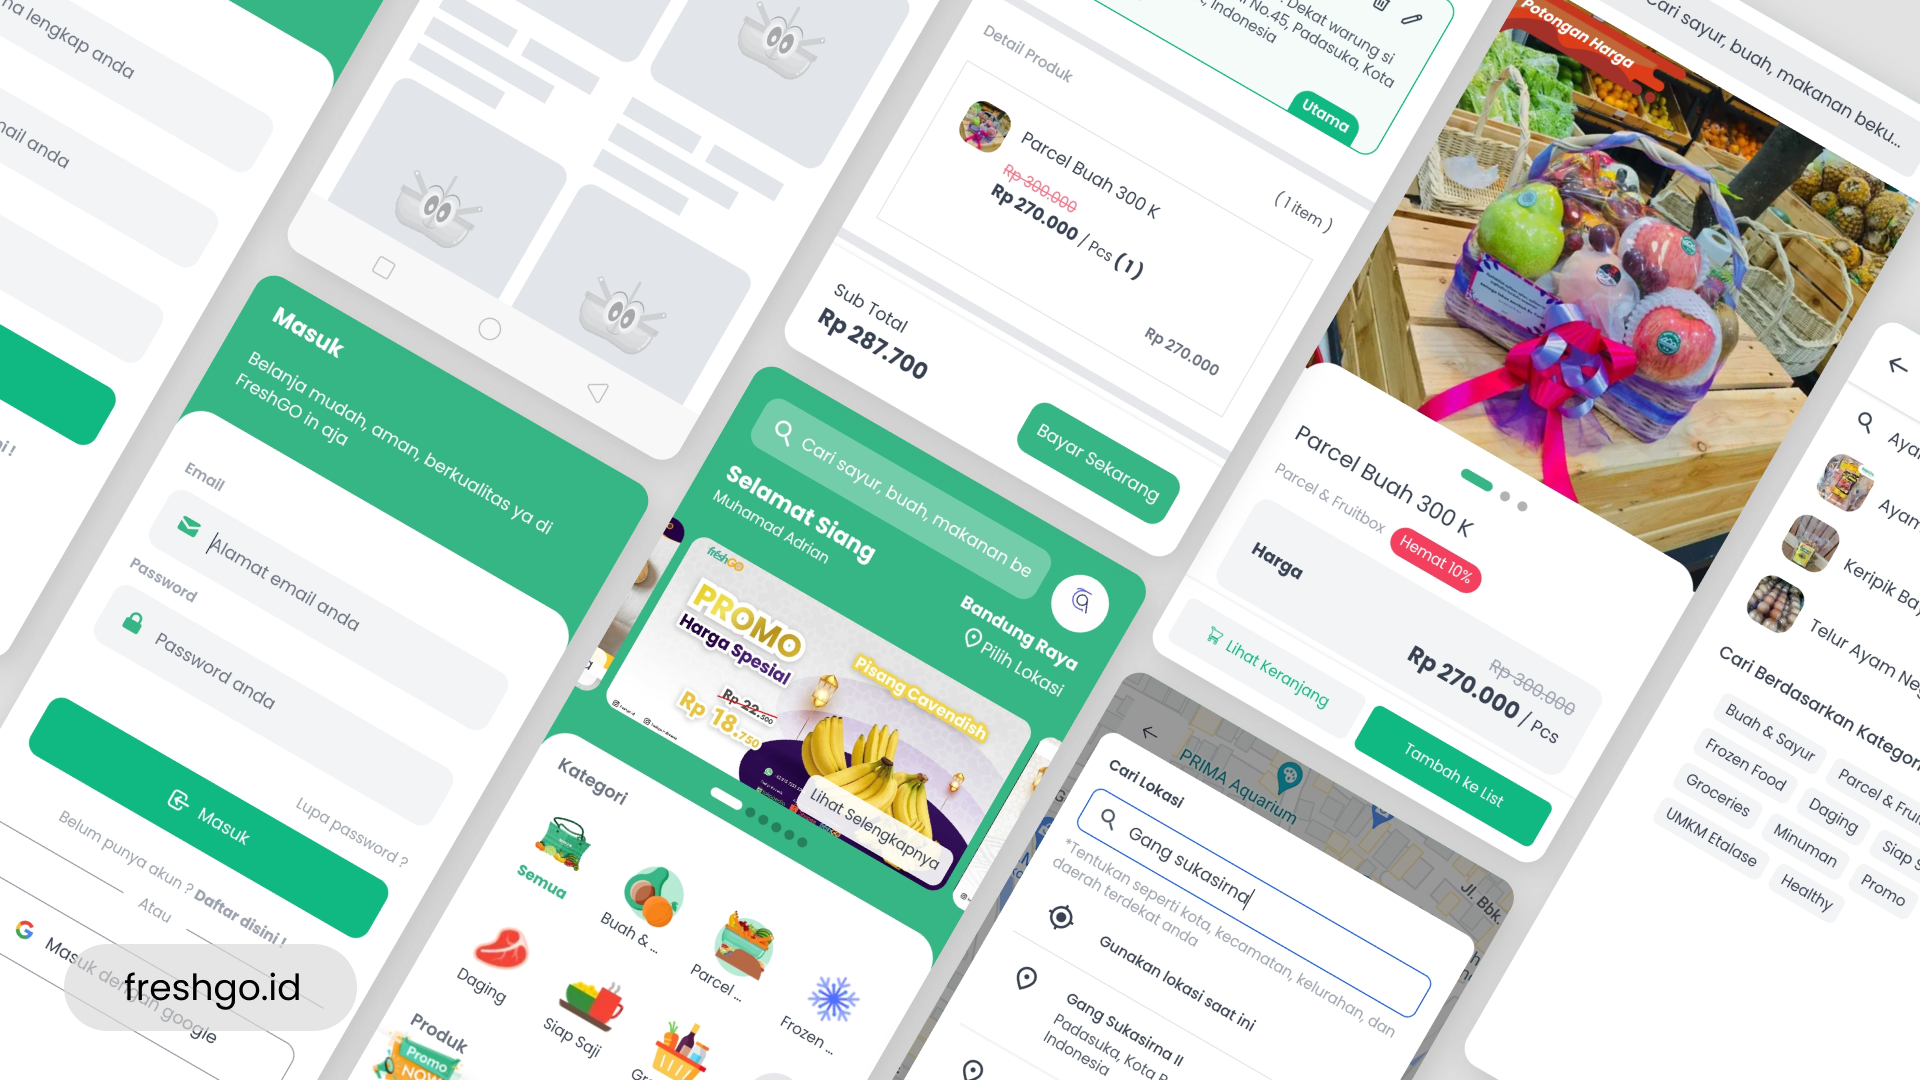 lengkap anda
mail anda
Masuk
Belanja mudah, aman, berkualitas ya di
FreshGO in aja
Email
Alamat email anda
Password
Password anda
Masuk
Lupa password ?
Belum punya akun ? Daftar disini !
Atau
Masuk dengan google
freshgo.id
Cari sayur, buah, makanan be
Selamat Siang
Muhamad Adrian
Bandung Raya
Pilih Lokasi
freshGO
PROMO
Harga Spesial
Rp 22.500
Rp 18.750
Pisang Cavendish
Lihat Selengkapnya
Kategori
Semua
Buah & ...
Parcel ...
Frozen ...
Daging
Siap Saji
Produk
Promo
NOW
Dekat warung si
No.45, Padasuka, Kota
, Indonesia
Utama
Detail Produk
Parcel Buah 300 K
Rp 300.000
Rp 270.000 / Pcs ( 1 )
( 1 item )
Rp 270.000
Sub Total
Rp 287.700
Bayar Sekarang
Cari Lokasi
PRIMA Aquarium
Jl. Bbk.
Gang sukasirna
*Tentukan seperti kota, kecamatan, kelurahan, dan
daerah terdekat anda
Gunakan lokasi saat ini
Gang Sukasirna II
Padasuka, Kota
Indonesia
Cari sayur, buah, makanan beku...
Potongan Harga
Parcel Buah 300 K
Parcel & Fruitbox
Hemat 10%
Harga
Rp 300.000
Rp 270.000 / Pcs
Lihat Keranjang
Tambah ke List
Aya
Ayam
Keripik Bay
Telur Ayam Neg
Cari Berdasarkan Kategori
Buah & Sayur
Parcel & Frui
Frozen Food
Daging
Siap S
Groceries
Minuman
Promo
UMKM Etalase
Healthy